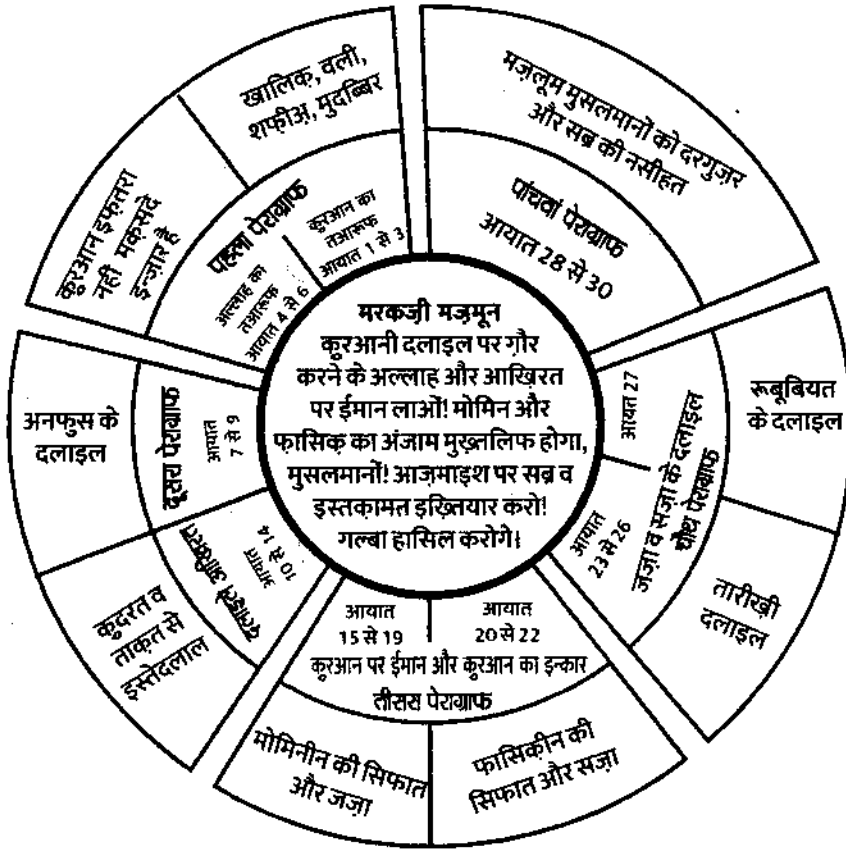 मरकज़ी मज़मून
क़ुरआनी दलाइल पर ग़ौर
करने के अल्लाह और आख़िरत
पर ईमान लाओ! मोमिन और
फ़ासिक़ का अंजाम मुख़्तलिफ होगा,
मुसलमानों! आज़माइश पर सब्र व
इस्तक़ामत इख़्तियार करो!
गल्बा हासिल करोगे।
ख़ालिक़, वली,
शफ़ीअ़, मुदब्बिर
क़ुरआन इफ़्तरा
नहीं मक़सदे
इन्ज़ार है
पहला पेराग्राफ
क़ुरआन का
तआरूफ
आयात 1 से 3
अल्लाह का
तआरूफ
आयात 4 से 6
अनफुस के
दलाइल
दूसरा पेराग्राफ
आयात
7 से 9
दलाइले आख़िरत
आयात
10 से 14
क़ुदरत व
ताक़त से
इस्तेदलाल
आयात
15 से 19
आयात
20 से 22
क़ुरआन पर ईमान और क़ुरआन का इन्कार
तीसरा पेराग्राफ
मोमिनीन की सिफात
और जज़ा
फासिक़ीन की
सिफात और सज़ा
आयात
23 से 26
आयत 27
जज़ा व सज़ा के दलाइल
चौथा पेराग्राफ
तारीख़ी
दलाइल
रूबूबियत
के दलाइल
पांचवां पेराग्राफ
आयात 28 से 30
मज़लूम मुसलमानों को दरगुज़र
और सब्र की नसीहत